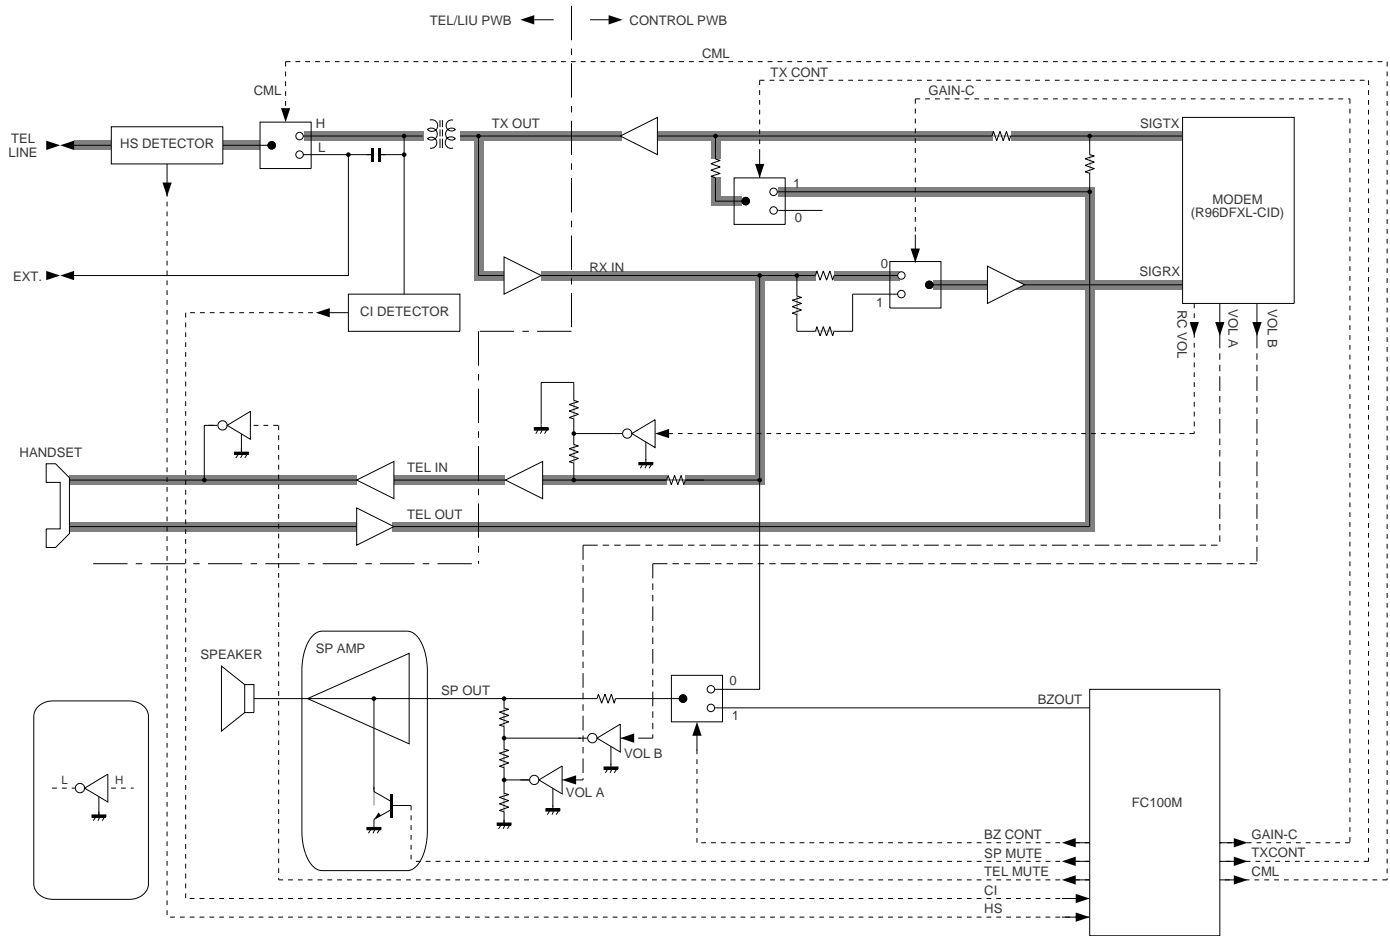 TEL/LIU PWB
CONTROL PWB
CML
TX CONT
GAIN-C
CML
H
TX OUT
SIGTX
TEL
LINE
HS DETECTOR
L
1
0
MODEM
(R96DFXL-CID)
EXT.
RX IN
0
1
SIGRX
CI DETECTOR
RC VOL
VOL A
VOL B
HANDSET
TEL IN
TEL OUT
SPEAKER
SP AMP
SP OUT
0
1
BZOUT
VOL B
VOL A
L
H
FC100M
BZ CONT
SP MUTE
TEL MUTE
CI
HS
GAIN-C
TXCONT
CML